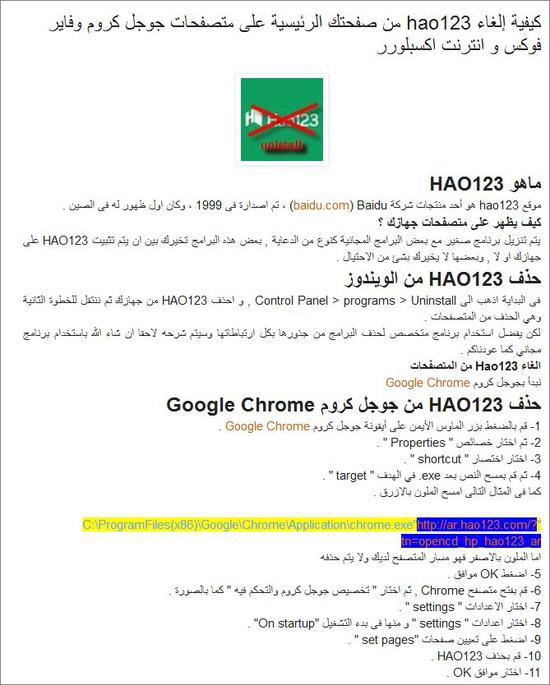 كيفية إلغاء hao123 من صفحتك الرئيسية على متصفحات جوجل كروم وفاير
فوكس و انترنت اكسبلورر
Hao123
unistall
ماهو HAO123
موقع hao123 هو أحد منتجات شركة Baidu (baidu.com) ، تم اصدارة فى 1999 ، وكان اول ظهور له فى الصين .
كيف يظهر على متصفحات جهازك ؟
يتم تنزيل برنامج صغير مع بعض البرامج المجانية كنوع من الدعاية , بعض هذه البرامج تخيرك بين ان يتم تثبيت HAO123 على
جهازك او لا , وبعضها لا يخيرك بشئ من الاحتيال .
حذف HAO123 من الويندوز
فى البداية اذهب الى Control Panel > programs > Uninstall , و احذف HAO123 من جهازك ثم ننتقل للخطوة الثانية
وهي الحذف من المتصفحات .
لكن يفضل استخدام برنامج متخصص لحذف البرامج من جذورها بكل ارتباطاتها وسيتم شرحه لاحقا ان شاء الله باستخدام برنامج
مجاني كما عودناكم .
الغاء Hao123 من المتصفحات
نبدأ بجوجل كروم Google Chrome
حذف HAO123 من جوجل كروم Google Chrome
1- قم بالضغط بزر الماوس الأيمن على أيقونة جوجل كروم Google Chrome .
2- ثم اختار خصائص " Properties" .
3- اختار اختصار " shortcut" .
4- ثم قم بمسح النص بعد exe. في الهدف " target" .
كما فى المثال التالى امسح الملون بالازرق .
C:\ProgramFiles(x86)\Google\Chrome\Application\chrome.exe"http://ar.hao123.com/?"
tn=opencd_hp_hao123_ar
اما الملون بالاصفر فهو مسار المتصفح لديك ولا يتم حذفه
5- اضغط OK موافق .
6- قم بفتح متصفح Chrome , ثم اختار " تخصيص جوجل كروم والتحكم فيه " كما بالصورة .
7- اختار الاعدادات " settings" .
8- اختار اعدادات " settings" و منها فى بدء التشغيل "On startup" .
9- اضغط على تعيين صفحات "set pages" .
10- قم بحذف HAO123 .
11- اختار موافق OK .